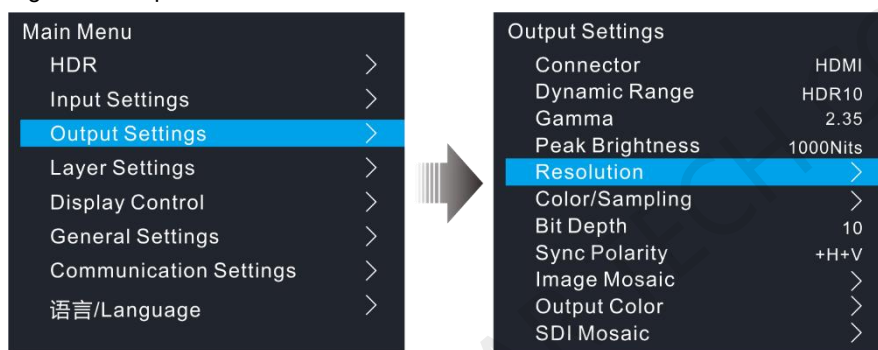 Main Menu
HDR >
Input Settings >
Output Settings >
Layer Settings >
Display Control >
General Settings >
Communication Settings >
语言/Language >
Output Settings
Connector HDMI
Dynamic Range HDR10
Gamma 2.35
Peak Brightness 1000Nits
Resolution >
Color/Sampling >
Bit Depth 10
Sync Polarity +H+V
Image Mosaic >
Output Color >
SDI Mosaic >